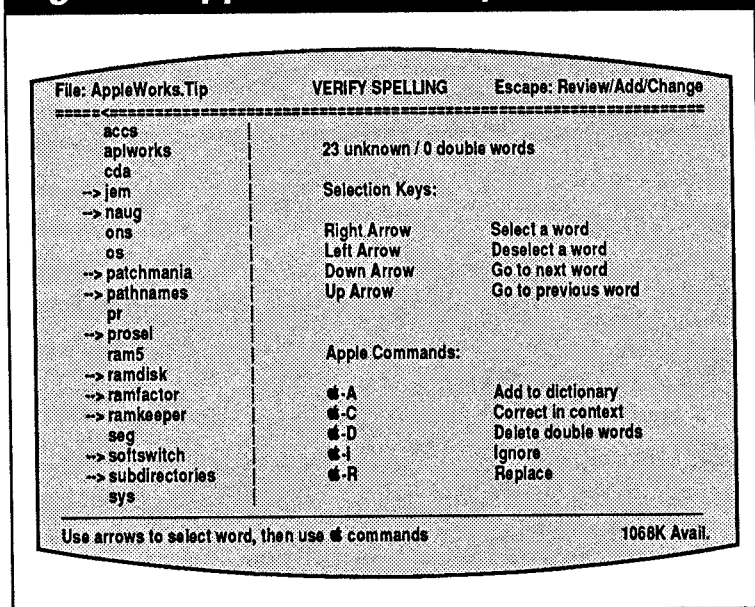 File: AppleWorks.Tip VERIFY SPELLING Escape: Review/Add/Change
=====<==========================================================
accs
aplworks 23 unknown / 0 double words
cda
--> jem Selection Keys:
--> naug
ons Right Arrow Select a word
os Left Arrow Deselect a word
--> patchmania Down Arrow Go to next word
--> pathnames Up Arrow Go to previous word
pr
--> prosel
ram5 Apple Commands:
--> ramdisk
--> ramfactor -A Add to dictionary
--> ramkeeper -C Correct in context
seg -D Delete double words
--> softswitch -I Ignore
--> subdirectories -R Replace
sys
Use arrows to select word, then use commands 1068K Avail.